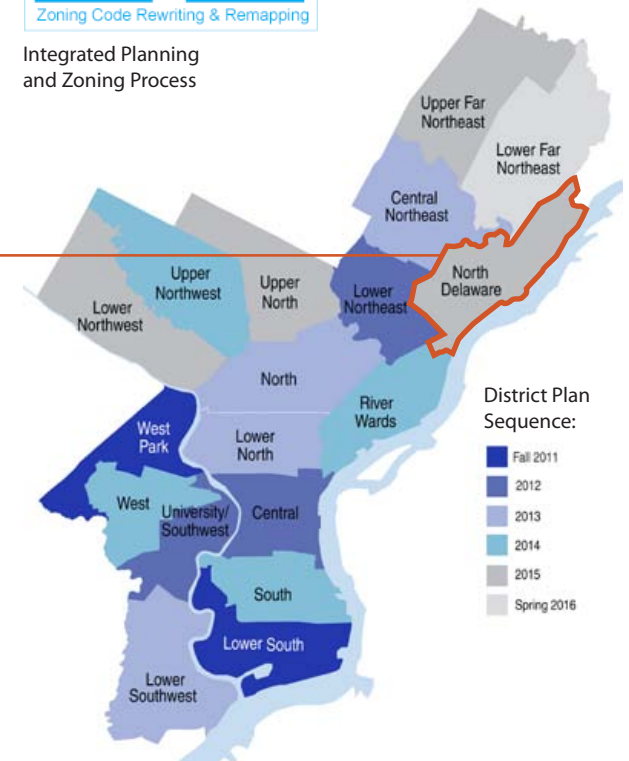 Zoning Code Rewriting & Remapping
Integrated Planning
and Zoning Process
Upper Far
Northeast
Lower Far
Northeast
Central
Northeast
North
Delaware
Lower
Northeast
Upper
Northwest
Upper
North
Lower
Northwest
North
River
Wards
West
Park
Lower
North
West
University/
Southwest
Central
South
Lower South
Lower
Southwest
District Plan
Sequence:
Fall 2011
2012
2013
2014
2015
Spring 2016